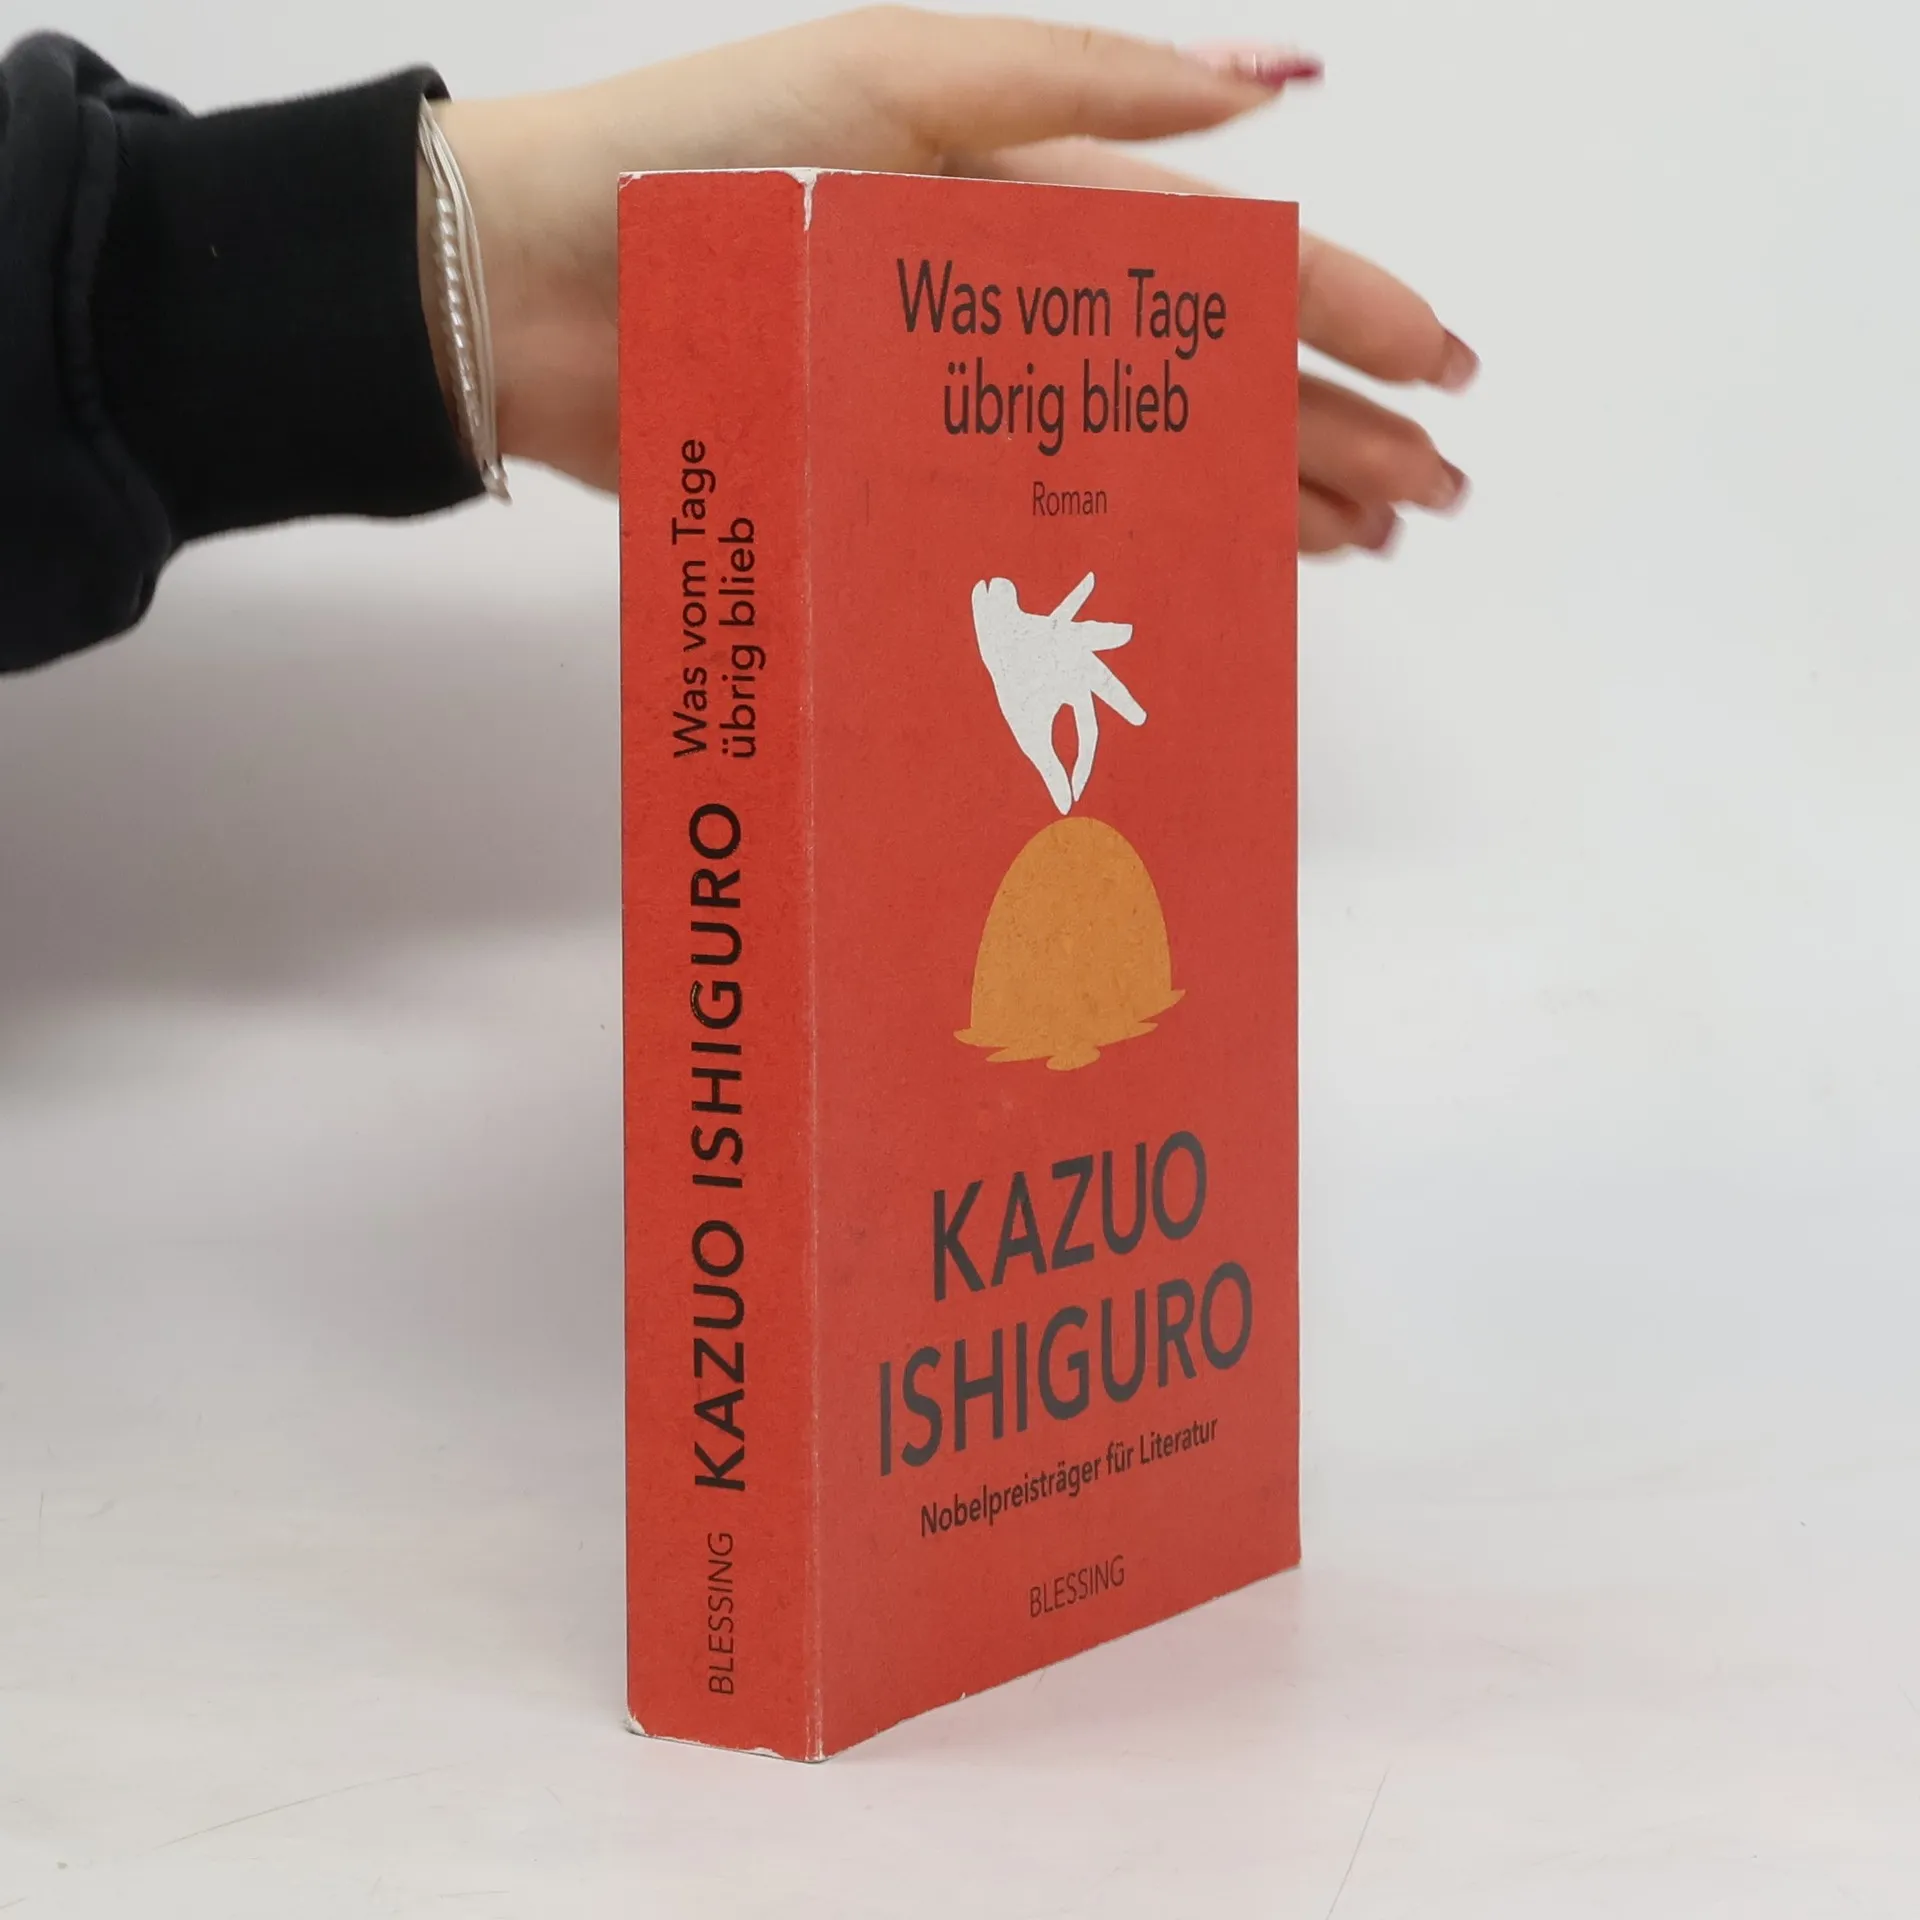 Was vom Tage
übrig blieb
Roman
KAZUO
ISHIGURO
Nobelpreisträger für Literatur
BLESSING
Was vom Tage
übrig blieb
KAZUO ISHIGURO
BLESSING